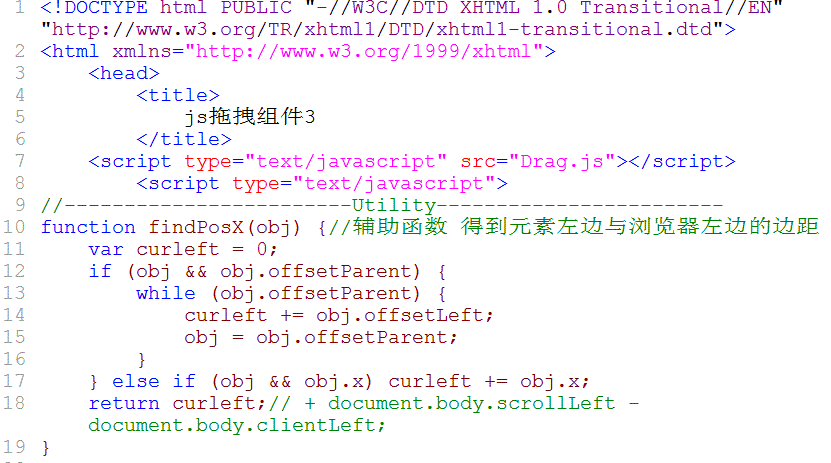 1 <!DOCTYPE html PUBLIC "-//W3C//DTD XHTML 1.0 Transitional//EN"
"http://www.w3.org/TR/xhtml1/DTD/xhtml1-transitional.dtd">
2 <html xmlns="http://www.w3.org/1999/xhtml">
3     <head>
4         <title>
5             js拖拽组件3
6         </title>
7     <script type="text/javascript" src="Drag.js"></script>
8         <script type="text/javascript">
9 //------------------------Utility------------------------
10 function findPosX(obj) {//辅助函数 得到元素左边与浏览器左边的边距
11     var curleft = 0;
12     if (obj && obj.offsetParent) {
13         while (obj.offsetParent) {
14             curleft += obj.offsetLeft;
15             obj = obj.offsetParent;
16         }
17     } else if (obj && obj.x) curleft += obj.x;
18     return curleft;// + document.body.scrollLeft -
    document.body.clientLeft;
19 }